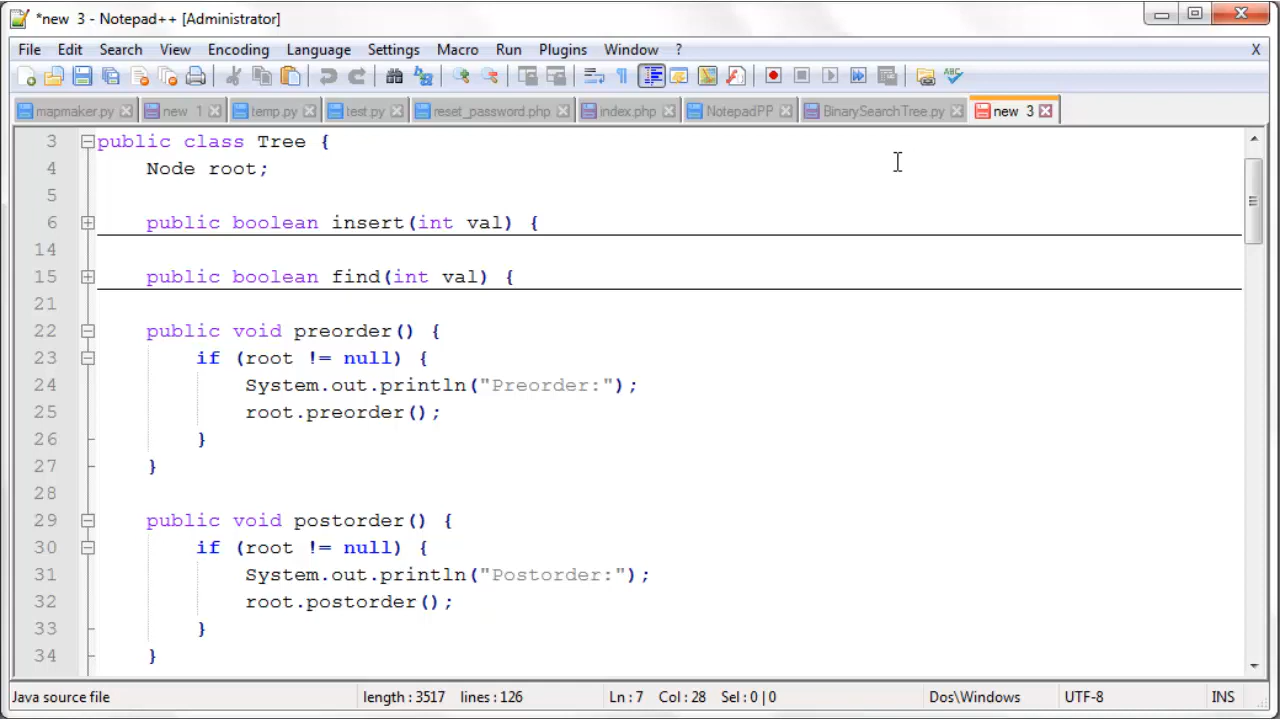 *new 3 - Notepad++ [Administrator]
File Edit Search View Encoding Language Settings Macro Run Plugins Window ? X
mapmaker.py new 1 temp.py test.py reset_password.php index.php NotepadPP BinarySearchTree.py new 3
3 public class Tree {
4 Node root;
5
6 public boolean insert(int val) {
14
15 public boolean find(int val) {
21
22 public void preorder() {
23 if (root != null) {
24 System.out.println("Preorder:");
25 root.preorder();
26 }
27 }
28
29 public void postorder() {
30 if (root != null) {
31 System.out.println("Postorder:");
32 root.postorder();
33 }
34 }
Java source file length : 3517 lines : 126 Ln : 7 Col : 28 Sel : 0 | 0 Dos\Windows UTF-8 INS